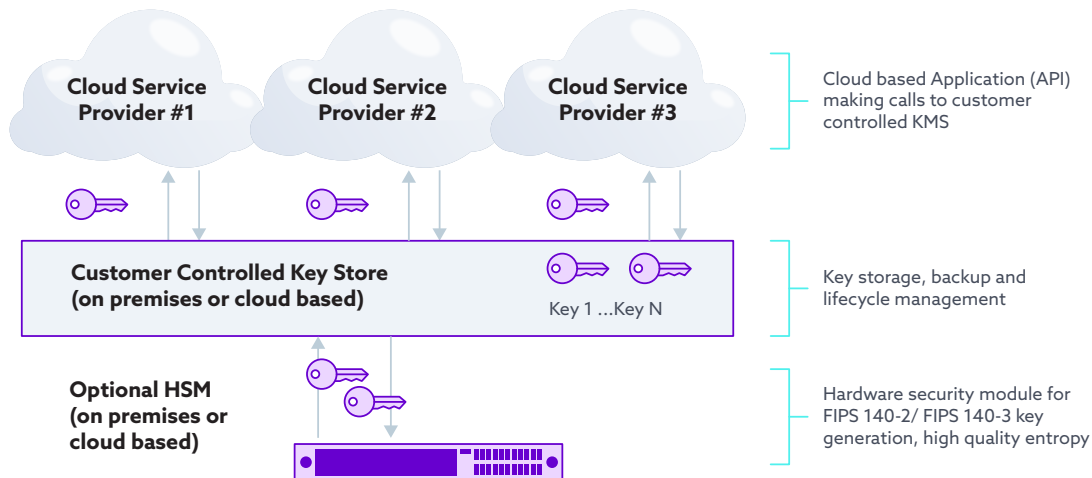 Cloud Service
Provider #1
Cloud Service
Provider #2
Cloud Service
Provider #3
Cloud based Application (API)
making calls to customer
controlled KMS
Customer Controlled Key Store
(on premises or cloud based)
Key 1 ...Key N
Key storage, backup and
lifecycle management
Optional HSM
(on premises or
cloud based)
Hardware security module for
FIPS 140-2/ FIPS 140-3 key
generation, high quality entropy